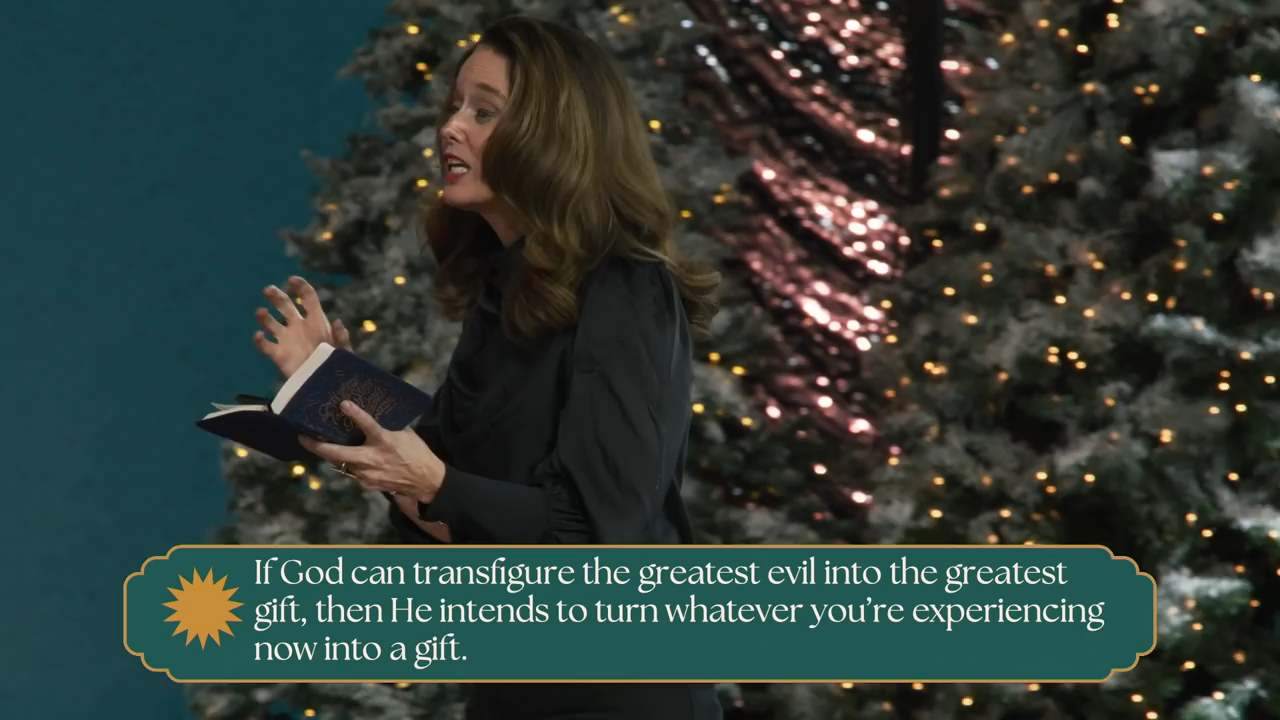 If God can transfigure the greatest evil into the greatest
gift, then He intends to turn whatever you’re experiencing
now into a gift.